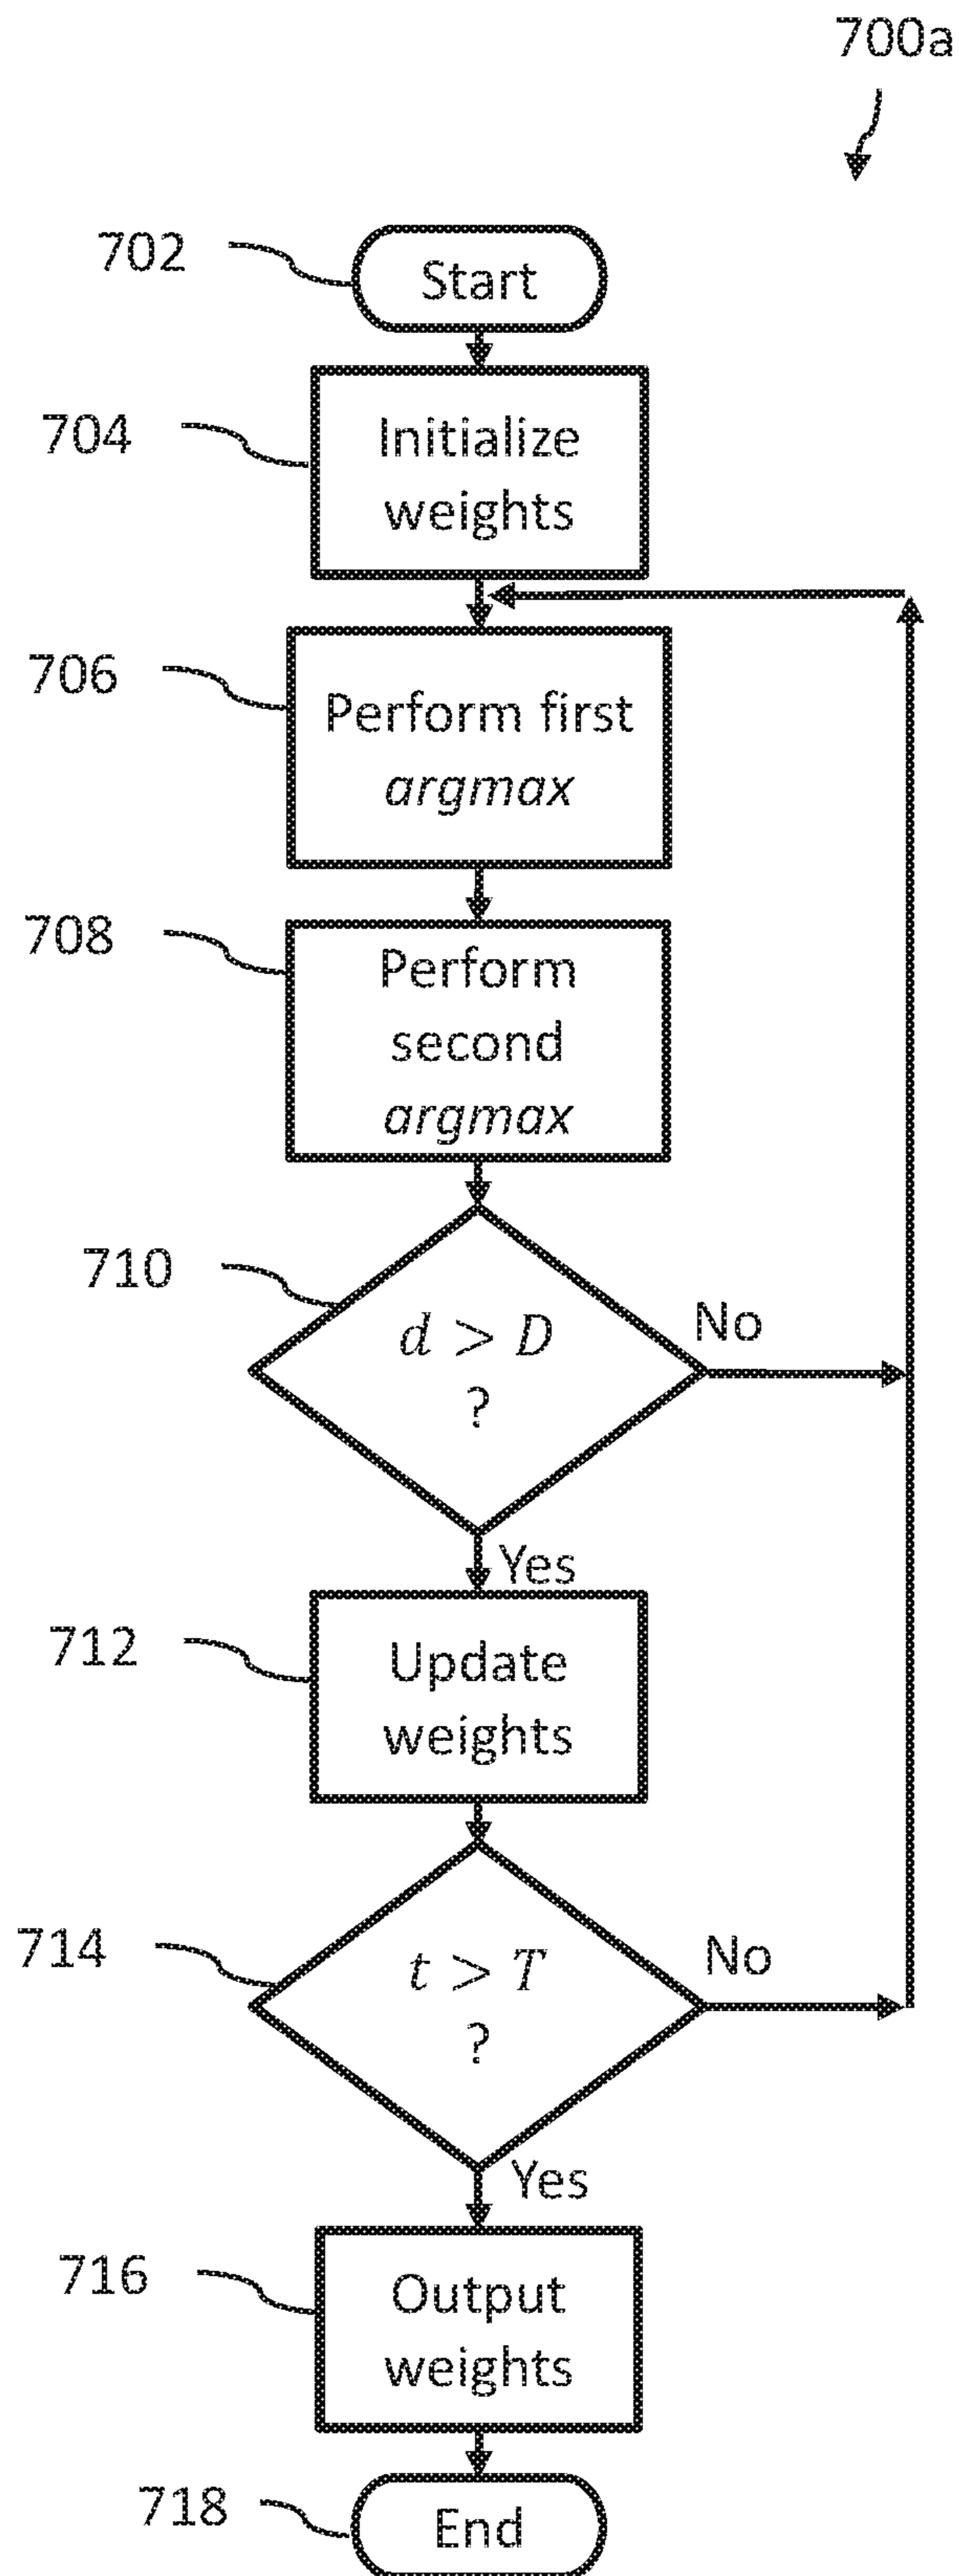 700a
702
Start
704
Initialize
weights
706
Perform first
argmax
708
Perform
second
argmax
710
d > D
?
No
Yes
712
Update
weights
714
t > T
?
No
Yes
716
Output
weights
718
End